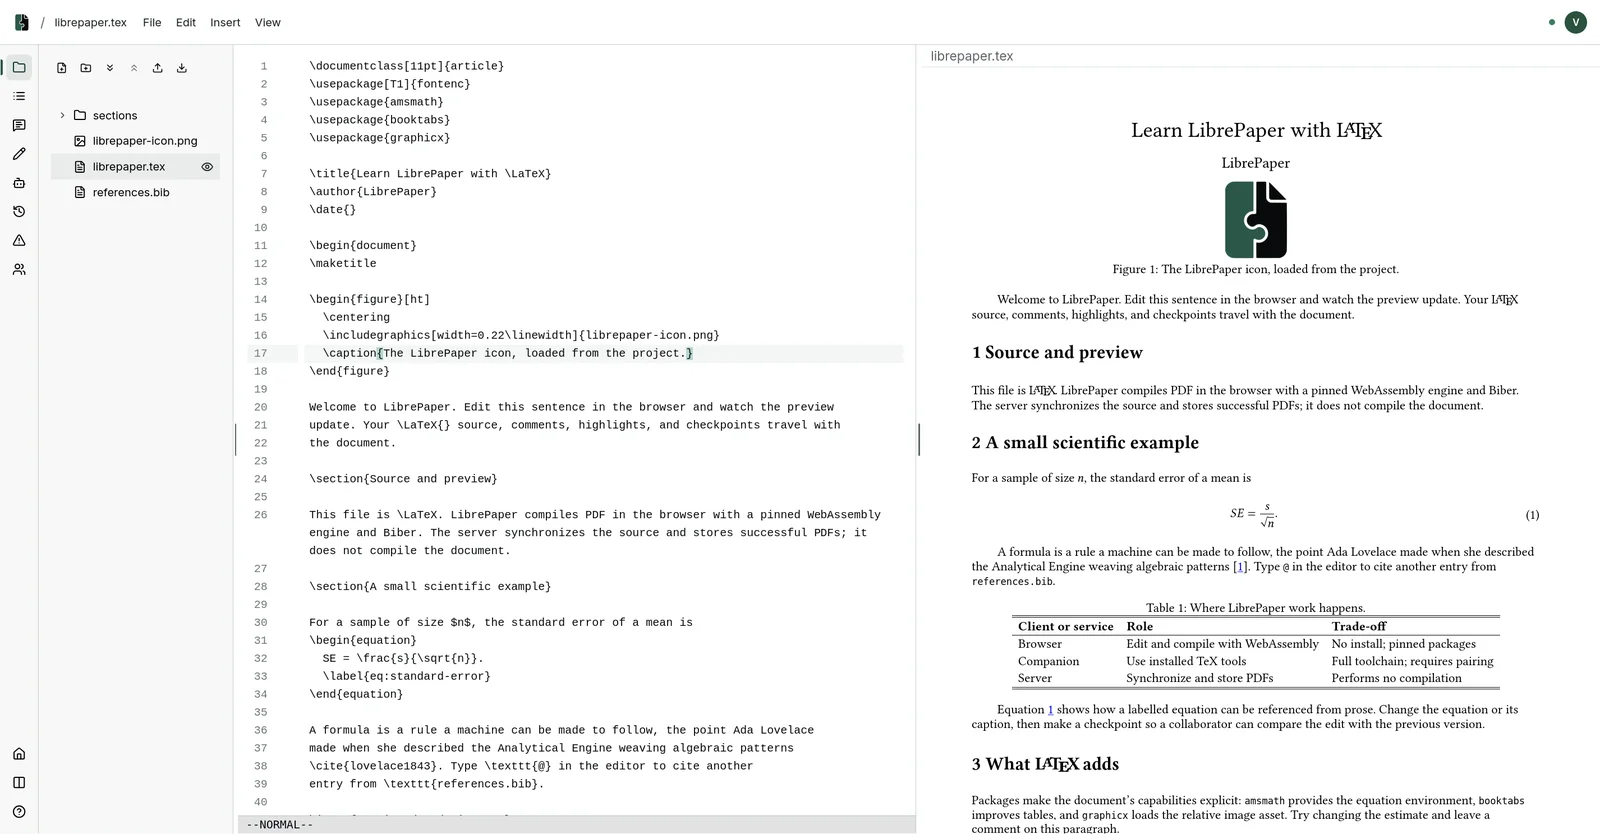 / librepaper.tex File Edit Insert View V
sections
librepaper-icon.png
librepaper.tex
references.bib
1 \documentclass[11pt]{article}
2 \usepackage[T1]{fontenc}
3 \usepackage{amsmath}
4 \usepackage{booktabs}
5 \usepackage{graphicx}
6
7 \title{Learn LibrePaper with \LaTeX}
8 \author{LibrePaper}
9 \date{}
10
11 \begin{document}
12 \maketitle
13
14 \begin{figure}[ht]
15 \centering
16 \includegraphics[width=0.22\linewidth]{librepaper-icon.png}
17 \caption{The LibrePaper icon, loaded from the project.}
18 \end{figure}
19
20 Welcome to LibrePaper. Edit this sentence in the browser and watch the preview
21 update. Your \LaTeX{} source, comments, highlights, and checkpoints travel with
22 the document.
23
24 \section{Source and preview}
25
26 This file is \LaTeX. LibrePaper compiles PDF in the browser with a pinned WebAssembly
engine and Biber. The server synchronizes the source and stores successful PDFs; it
does not compile the document.
27
28 \section{A small scientific example}
29
30 For a sample of size $n$, the standard error of a mean is
31 \begin{equation}
32 SE = \frac{s}{\sqrt{n}}.
33 \label{eq:standard-error}
34 \end{equation}
35
36 A formula is a rule a machine can be made to follow, the point Ada Lovelace
37 made when she described the Analytical Engine weaving algebraic patterns
38 \cite{lovelace1843}. Type \texttt{@} in the editor to cite another
39 entry from \texttt{references.bib}.
40
--NORMAL--
librepaper.tex
Learn LibrePaper with LATEX
LibrePaper
Figure 1: The LibrePaper icon, loaded from the project.
Welcome to LibrePaper. Edit this sentence in the browser and watch the preview update. Your LATEX
source, comments, highlights, and checkpoints travel with the document.
1 Source and preview
This file is LATEX. LibrePaper compiles PDF in the browser with a pinned WebAssembly engine and Biber.
The server synchronizes the source and stores successful PDFs; it does not compile the document.
2 A small scientific example
For a sample of size n, the standard error of a mean is
SE = s/√n. (1)
A formula is a rule a machine can be made to follow, the point Ada Lovelace made when she described
the Analytical Engine weaving algebraic patterns [1]. Type @ in the editor to cite another entry from
references.bib.
Table 1: Where LibrePaper work happens.
Client or service Role Trade-off
Browser Edit and compile with WebAssembly No install; pinned packages
Companion Use installed TeX tools Full toolchain; requires pairing
Server Synchronize and store PDFs Performs no compilation
Equation 1 shows how a labelled equation can be referenced from prose. Change the equation or its
caption, then make a checkpoint so a collaborator can compare the edit with the previous version.
3 What LATEX adds
Packages make the document's capabilities explicit: amsmath provides the equation environment, booktabs
improves tables, and graphicx loads the relative image asset. Try changing the estimate and leave a
comment on this paragraph.